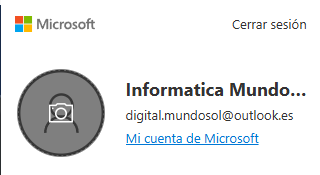 Microsoft
Cerrar sesión
Informatica Mundo...
digital.mundosol@outlook.es
Mi cuenta de Microsoft